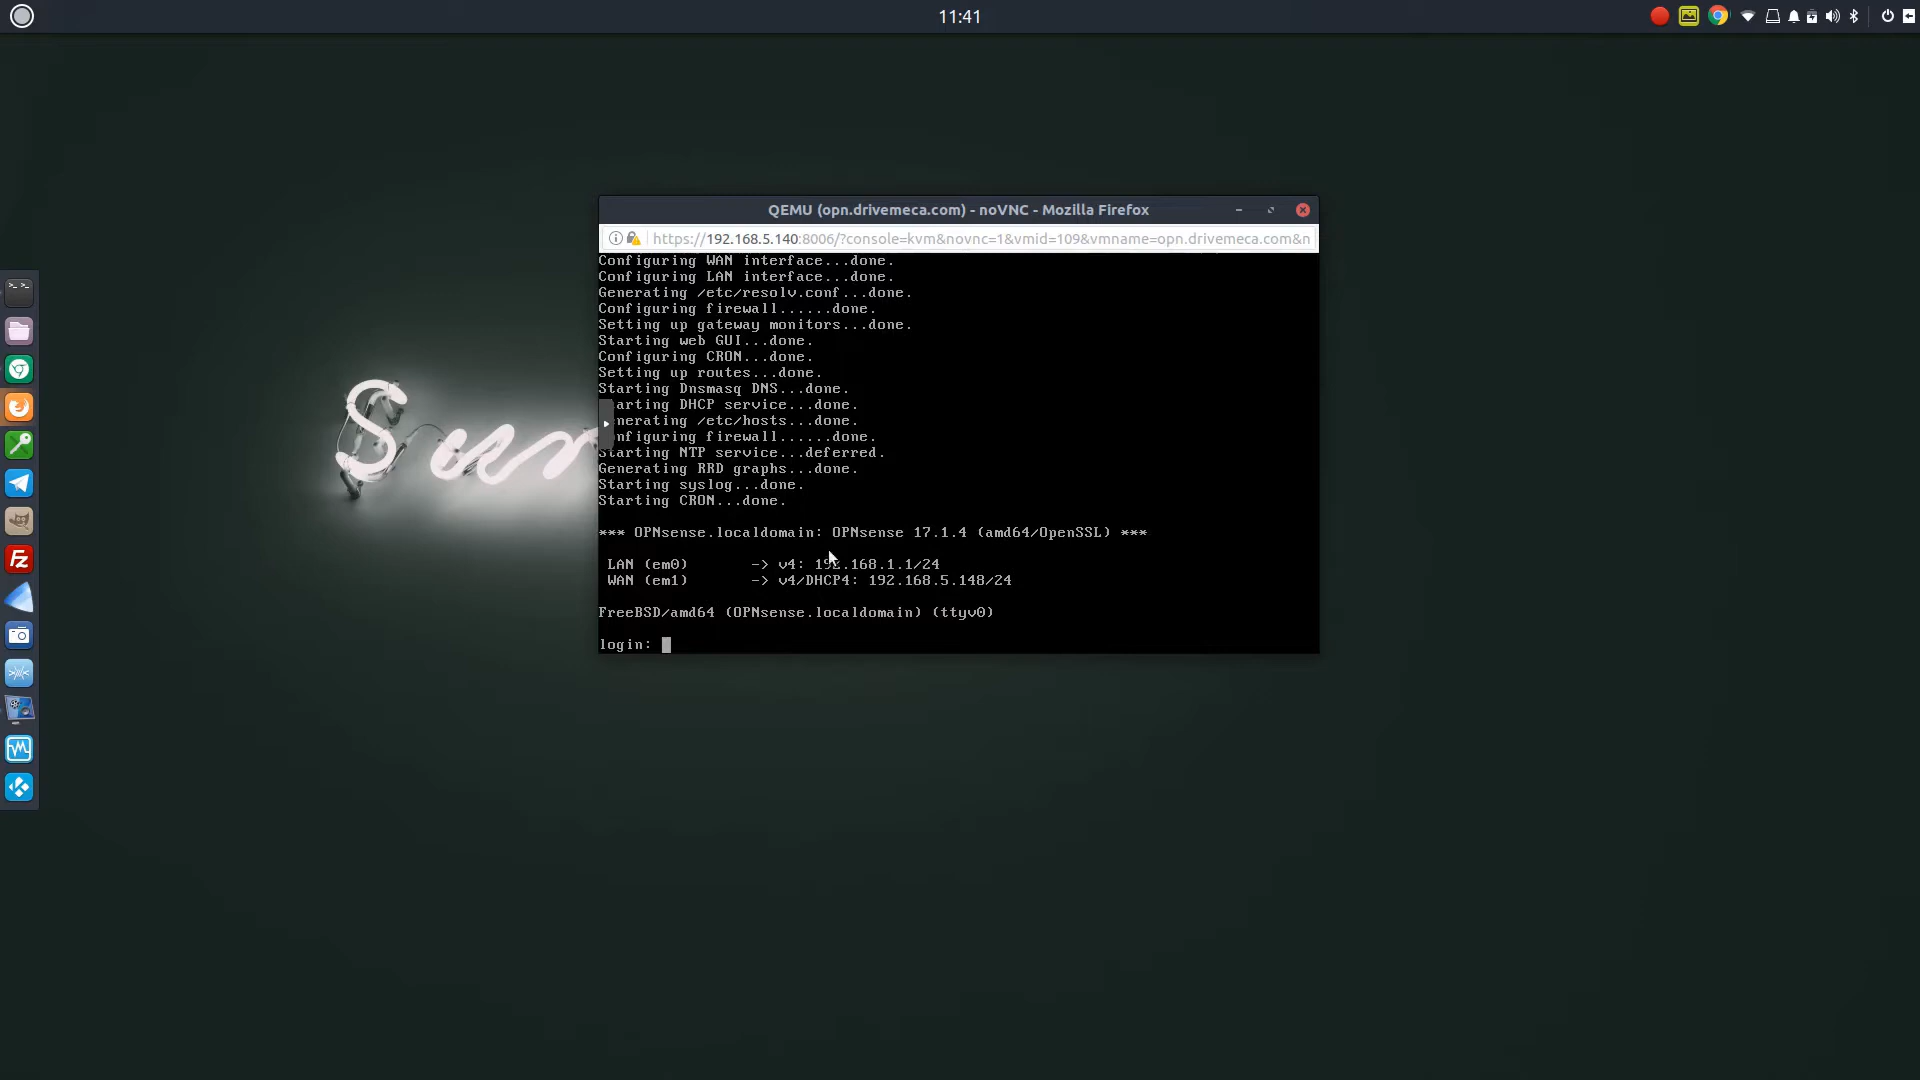 11:41
QEMU (opn.drivemeca.com) - noVNC - Mozilla Firefox
https://192.168.5.140:8006/?console=kvm&novnc=1&vmid=109&vmname=opn.drivemeca.com&n
Configuring WAN interface...done.
Configuring LAN interface...done.
Generating /etc/resolv.conf...done.
Configuring firewall......done.
Setting up gateway monitors...done.
Starting web GUI...done.
Configuring CRON...done.
Setting up routes...done.
Starting Dnsmasq DNS...done.
arting DHCP service...done.
enerating /etc/hosts...done.
onfiguring firewall......done.
Starting NTP service...deferred.
Generating RRD graphs...done.
Starting syslog...done.
Starting CRON...done.
*** OPNsense.localdomain: OPNsense 17.1.4 (amd64/OpenSSL) ***
LAN (em0) -> v4: 192.168.1.1/24
WAN (em1) -> v4/DHCP4: 192.168.5.148/24
FreeBSD/amd64 (OPNsense.localdomain) (ttyv0)
login:
Sun